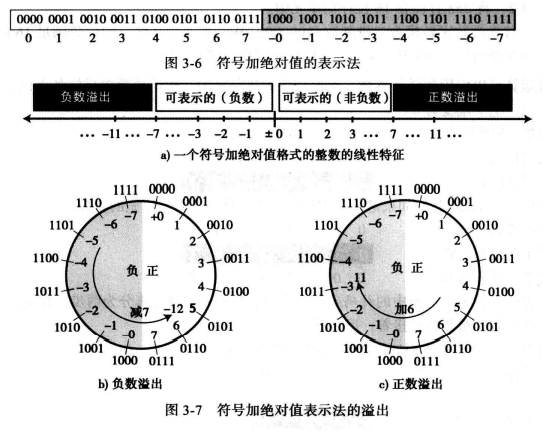 0000 0001 0010 0011 0100 0101 0110 0111 1000 1001 1010 1011 1100 1101 1110 1111
0 1 2 3 4 5 6 7 -0 -1 -2 -3 -4 -5 -6 -7
图 3-6 符号加绝对值的表示法
负数溢出 可表示的（负数） 可表示的（非负数） 正数溢出
… -11 … -7 … -3 -2 -1 ±0 1 2 3 … 7 … 11 …
a) 一个符号加绝对值格式的整数的线性特征
1111 0000
1110 0001
1101 0010
1100 0011
1011 0100
1010 0101
1001 0110
1000 0111
-7 +0
-6 1
-5 2
-4 3
-3 4
-2 -12 5
-1 6
-0 7
负 正
减7
b) 负数溢出
1111 0000
1110 0001
1101 0010
1100 0011
1011 0100
1010 0101
1001 0110
1000 0111
-7 +0
-6 1
-5 2
-4 11 3
-3 4
-2 5
-1 6
-0 7
负 正
加6
c) 正数溢出
图 3-7 符号加绝对值表示法的溢出